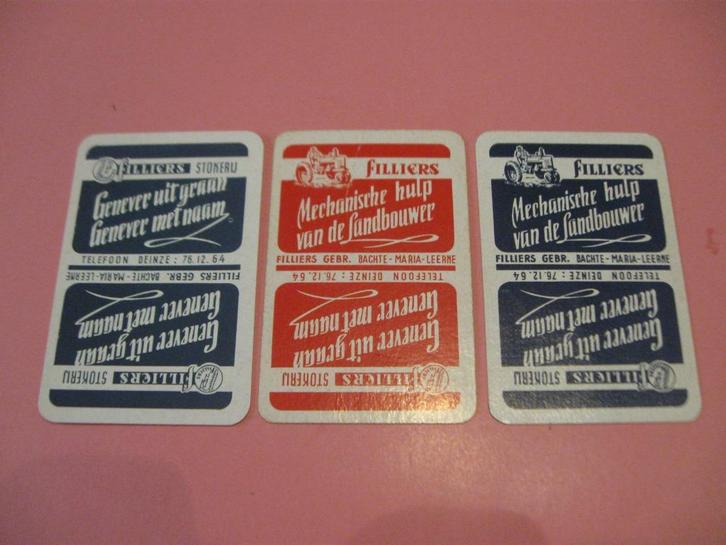 FILLIERS STOKERIJ
Genever uit graan
Genever met naam
TELEFOON DEINZE : 76.12.64
FILLIERS GEBR. BACHTE-MARIA-LEERNE
Genever uit graan
Genever met naam
FILLIERS STOKERIJ
FILLIERS
Mechanische hulp
van de landbouwer
FILLIERS GEBR. BACHTE-MARIA-LEERNE
TELEFOON DEINZE : 76.12.64
Genever uit graan
Genever met naam
FILLIERS STOKERIJ
FILLIERS
Mechanische hulp
van de landbouwer
FILLIERS GEBR. BACHTE-MARIA-LEERNE
TELEFOON DEINZE : 76.12.64
Genever uit graan
Genever met naam
FILLIERS STOKERIJ